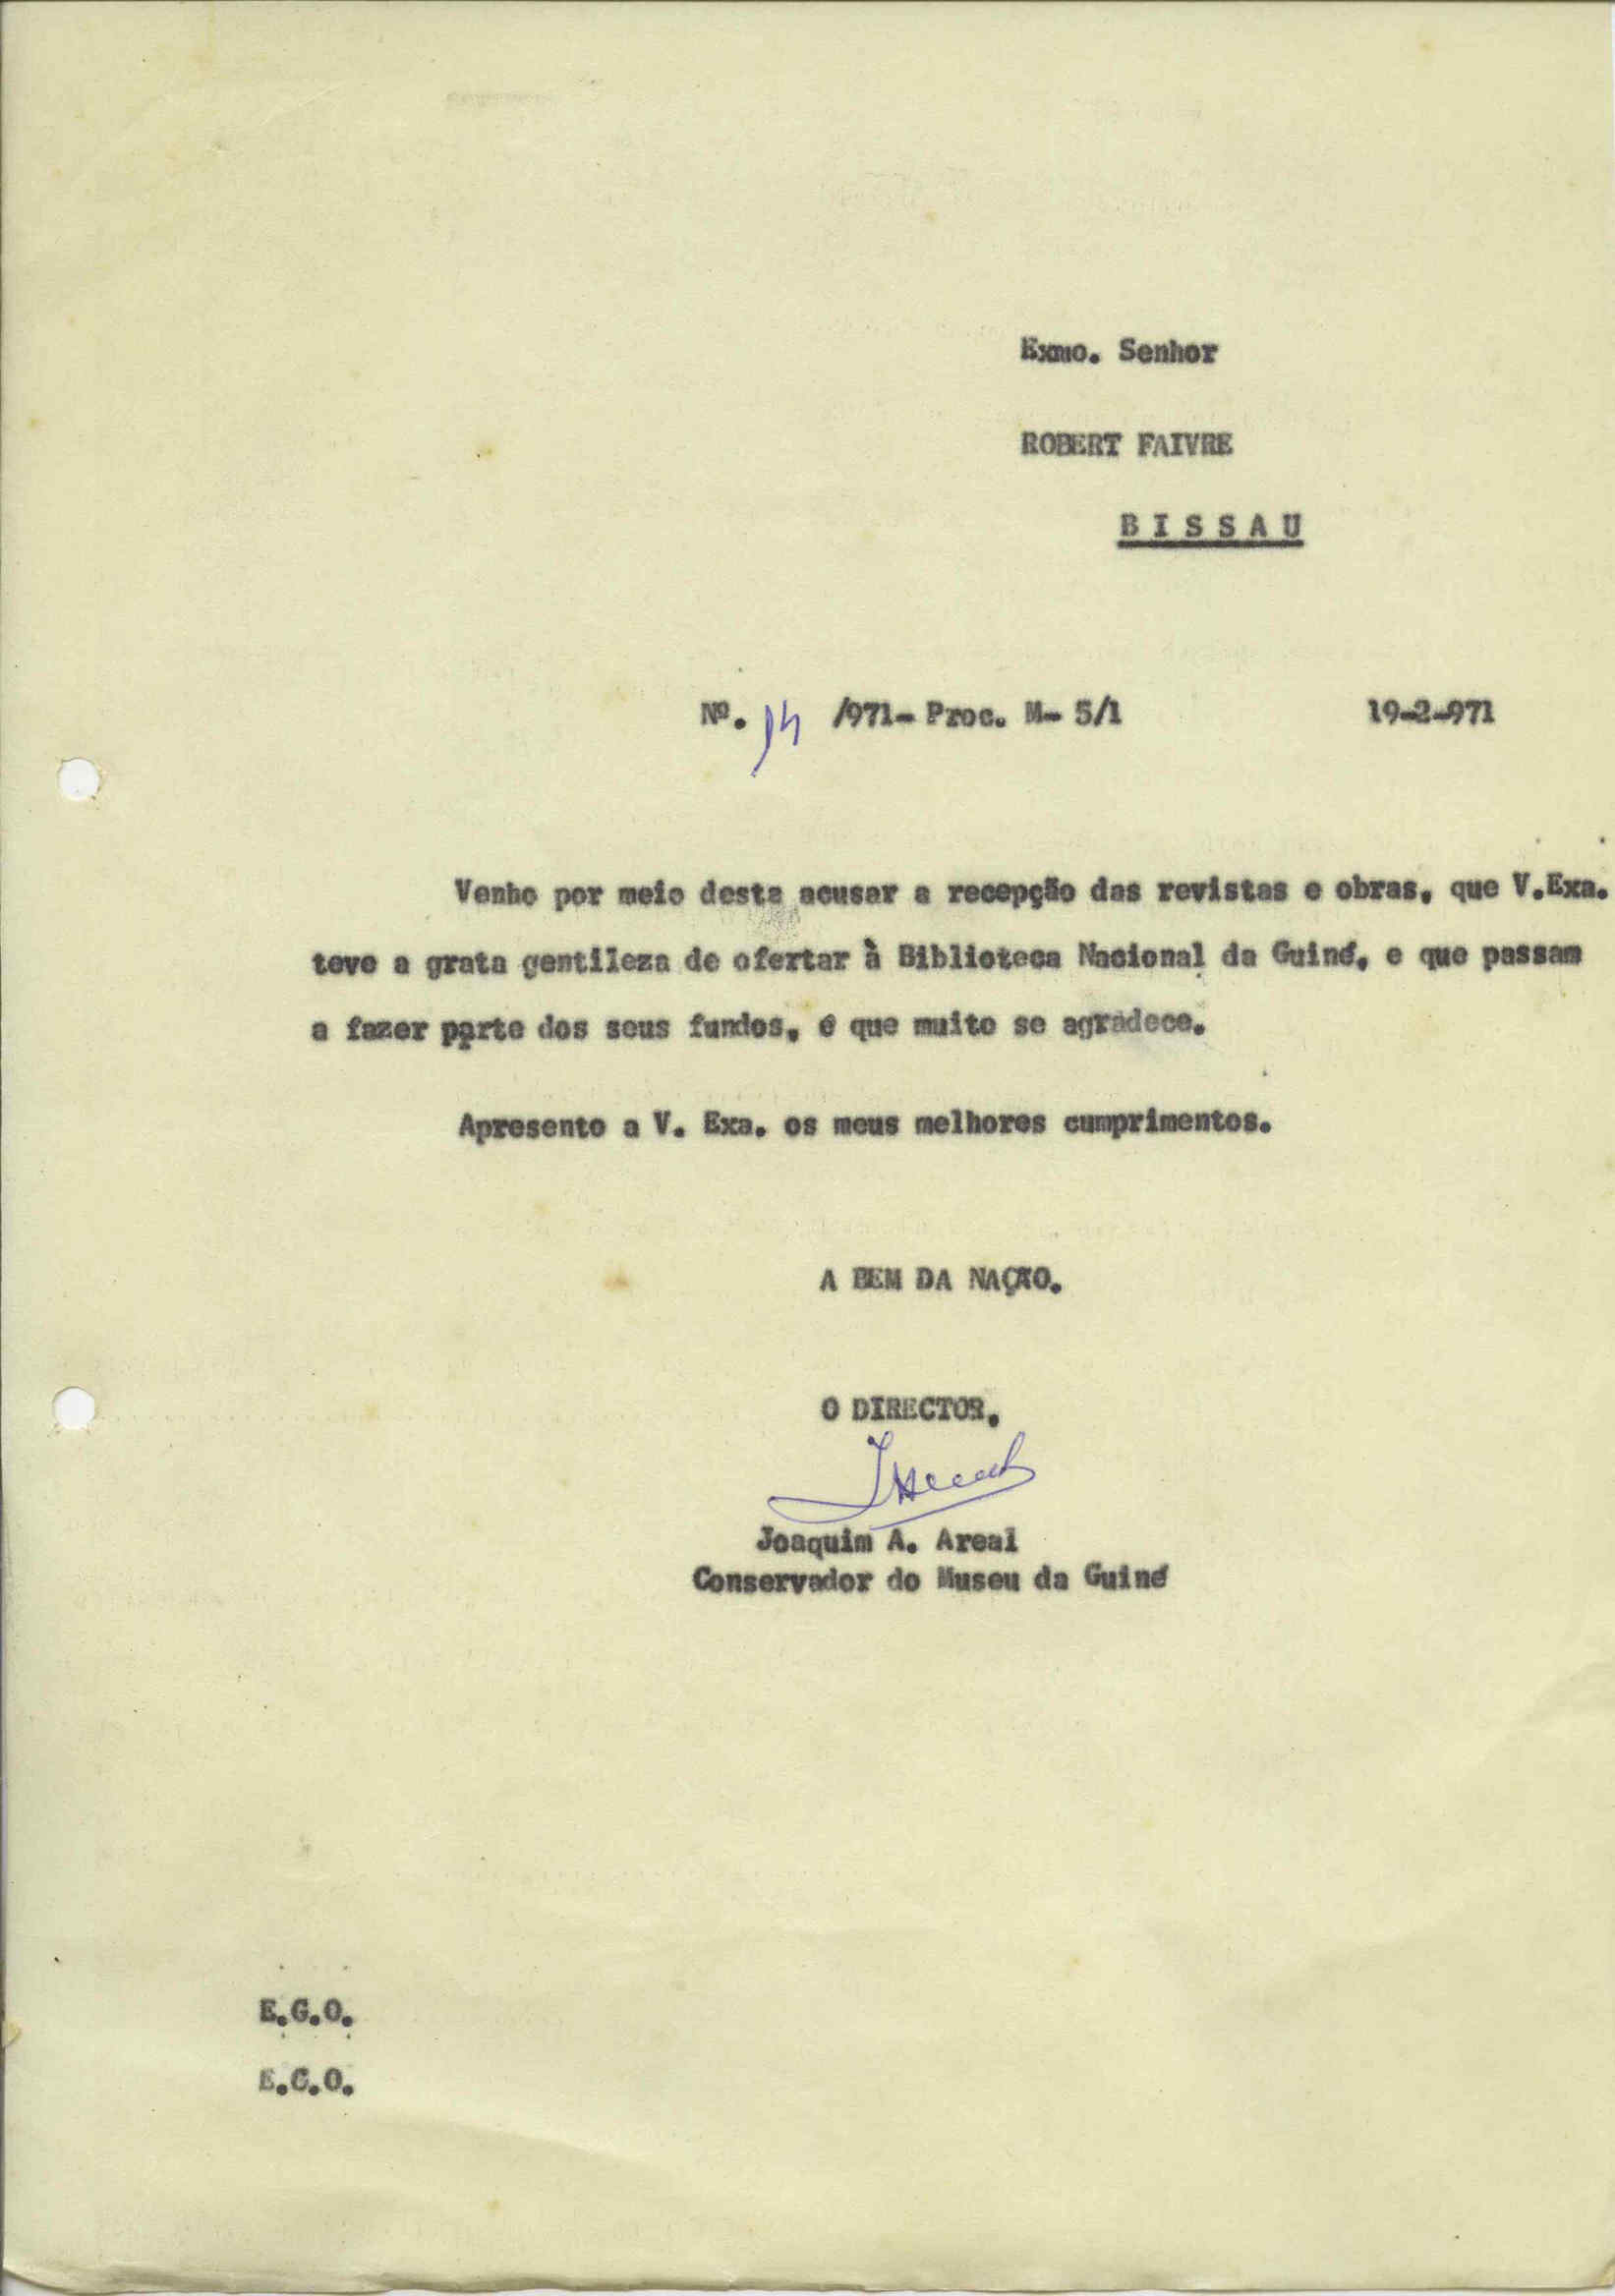 Exmo. Senhor
ROBERT FAIVRE
BISSAU
Nº. 14 /971- Proc. M- 5/1 19-2-971
Venho por meio desta acusar a recepção das revistas e obras, que V.Exa.
teve a grata gentileza de ofertar à Biblioteca Nacional da Guiné, e que passam
a fazer parte dos seus fundos, é que muito se agradece.
Apresento a V. Exa. os meus melhores cumprimentos.
A BEM DA NAÇÃO.
O DIRECTOR,
Joaquim A. Areal
Conservador do Museu da Guiné
E.G.O.
E.C.O.